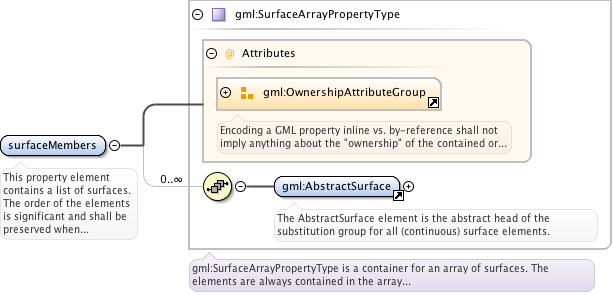 gml:SurfaceArrayPropertyType
@ Attributes
gml:OwnershipAttributeGroup
Encoding a GML property inline vs. by-reference shall not
imply anything about the "ownership" of the contained or...
surfaceMembers
This property element
contains a list of surfaces.
The order of the elements
is significant and shall be
preserved when...
0..∞
gml:AbstractSurface
The AbstractSurface element is the abstract head of the
substitution group for all (continuous) surface elements.
gml:SurfaceArrayPropertyType is a container for an array of surfaces. The
elements are always contained in the array...